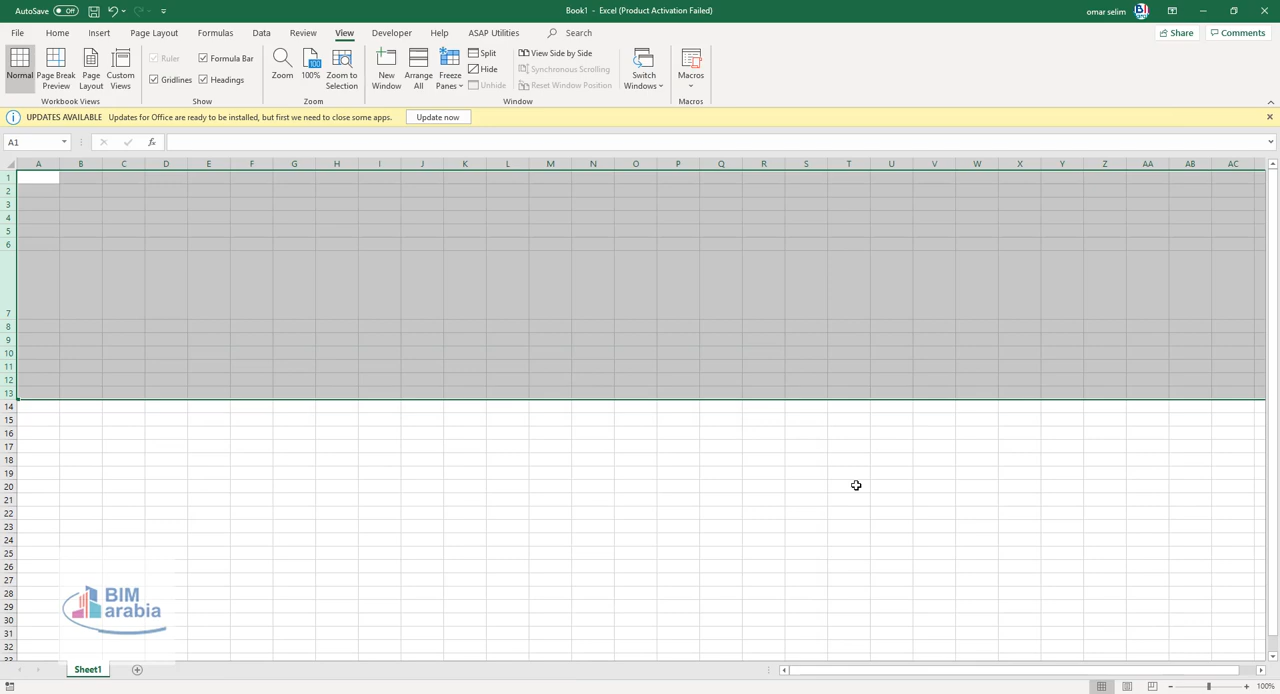 AutoSave Off Book1 - Excel (Product Activation Failed) omar selim
File Home Insert Page Layout Formulas Data Review View Developer Help ASAP Utilities Search Share Comments
Normal Page Break Preview Page Layout Custom Views
Ruler Formula Bar
Gridlines Headings
Zoom 100 100% Zoom to Selection
New Window Arrange All Freeze Panes
Split
Hide
Unhide
View Side by Side
Synchronous Scrolling
Reset Window Position
Switch Windows Macros
Workbook Views Show Zoom Window Macros
UPDATES AVAILABLE Updates for Office are ready to be installed, but first we need to close some apps. Update now
A1 fx
A B C D E F G H I J K L M N O P Q R S T U V W X Y Z AA AB AC
1
2
3
4
5
6
7
8
9
10
11
12
13
14
15
16
17
18
19
20
21
22
23
24
25
26
27
28
29
30
31
32
33
BIM
arabia
Sheet1
100%